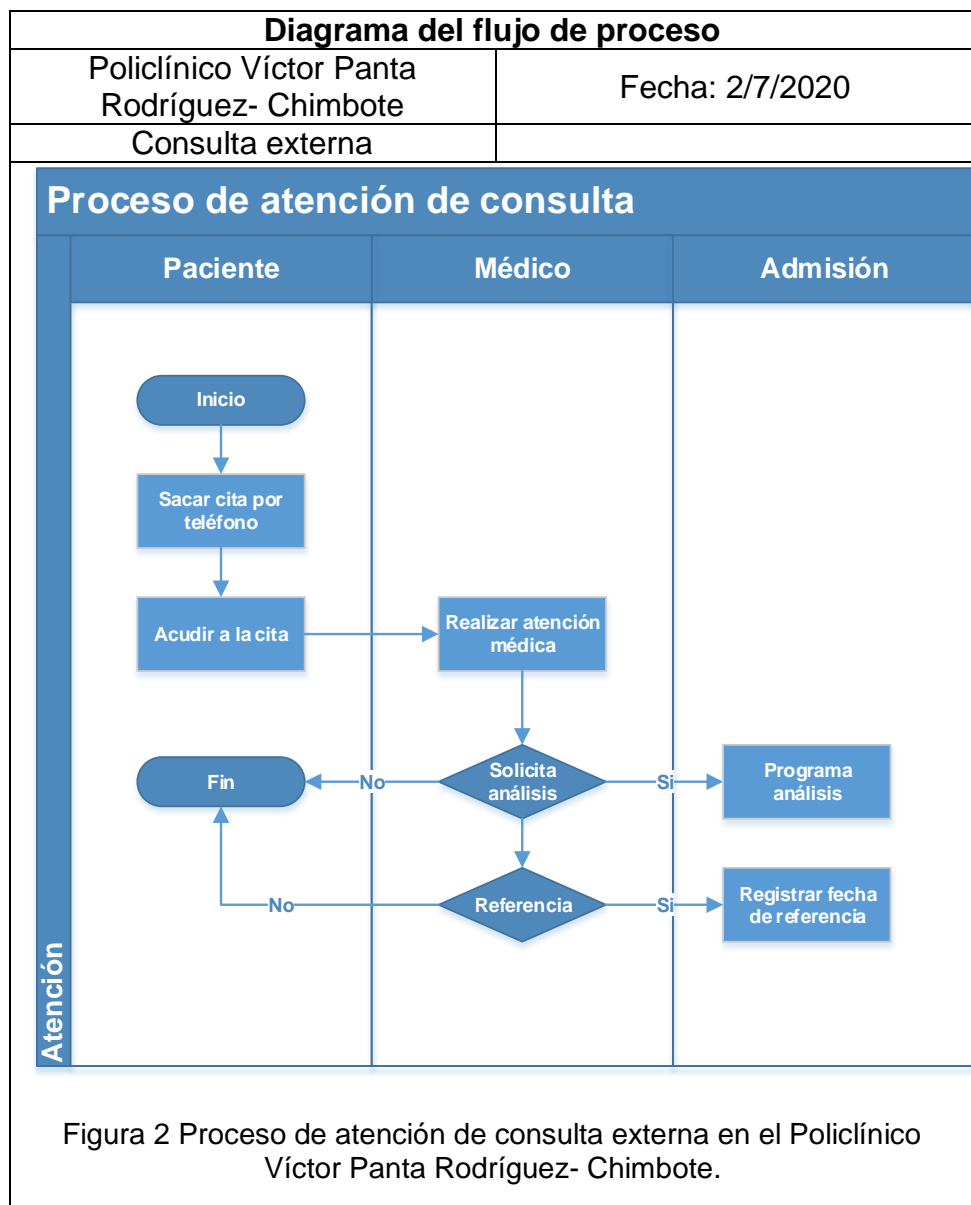 Diagrama del flujo de proceso
Policlínico Víctor Panta
Rodríguez- Chimbote
Fecha: 2/7/2020
Consulta externa
Proceso de atención de consulta
Paciente
Médico
Admisión
Inicio
Sacar cita por
teléfono
Acudir a la cita
Realizar atención
médica
Fin
No
Solicita
análisis
Si
Programa
análisis
No
Referencia
Si
Registrar fecha
de referencia
Atención
Figura 2 Proceso de atención de consulta externa en el Policlínico
Víctor Panta Rodríguez- Chimbote.